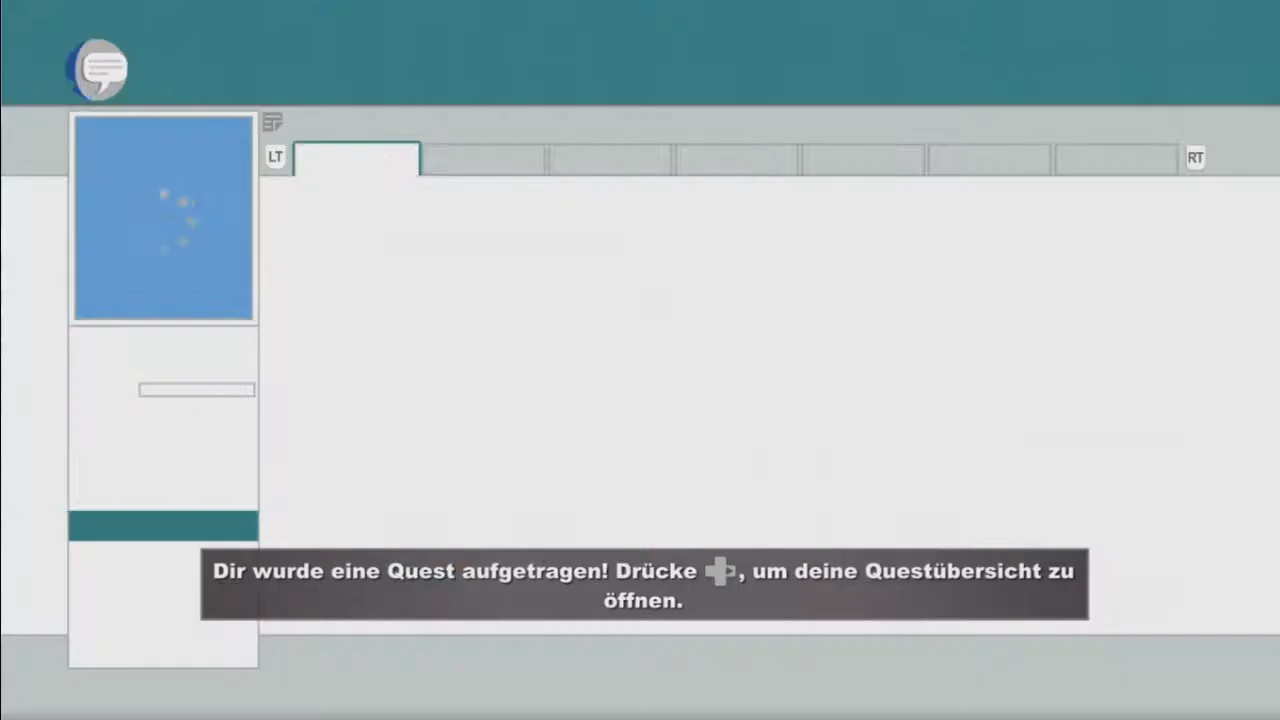 LT
RT
Dir wurde eine Quest aufgetragen! Drücke , um deine Questübersicht zu
öffnen.